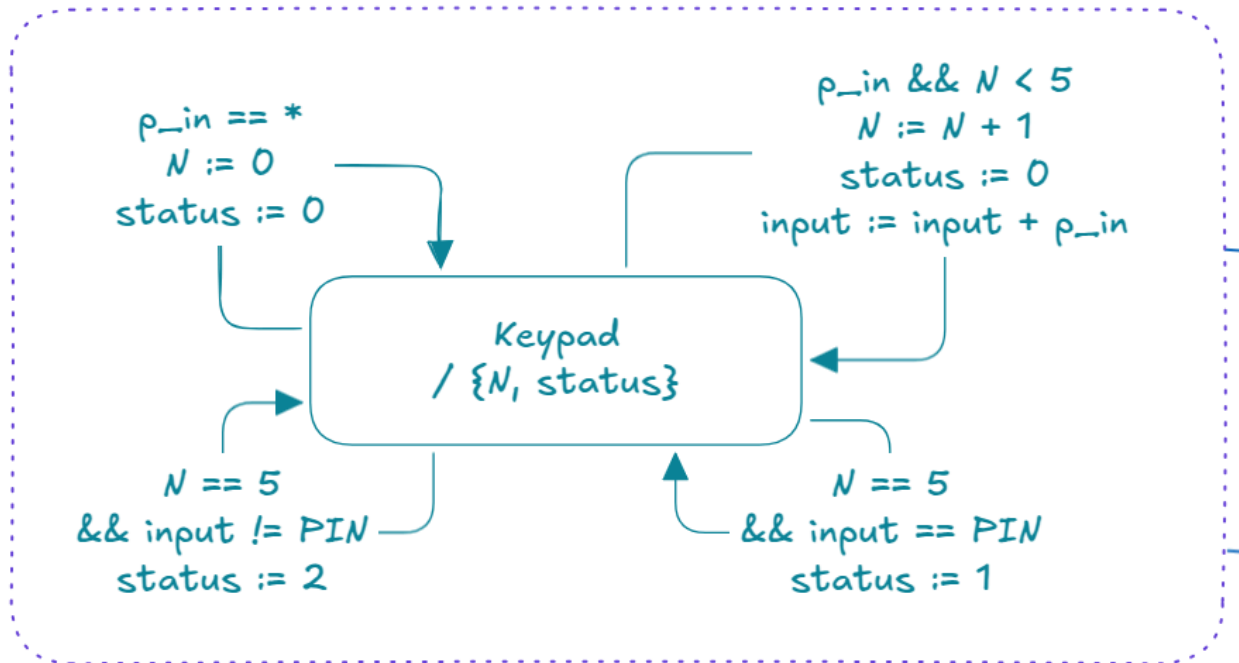 p_in == *
N := 0
status := 0
p_in && N < 5
N := N + 1
status := 0
input := input + p_in
Keypad
/ {N, status}
N == 5
&& input != PIN
status := 2
N == 5
&& input == PIN
status := 1